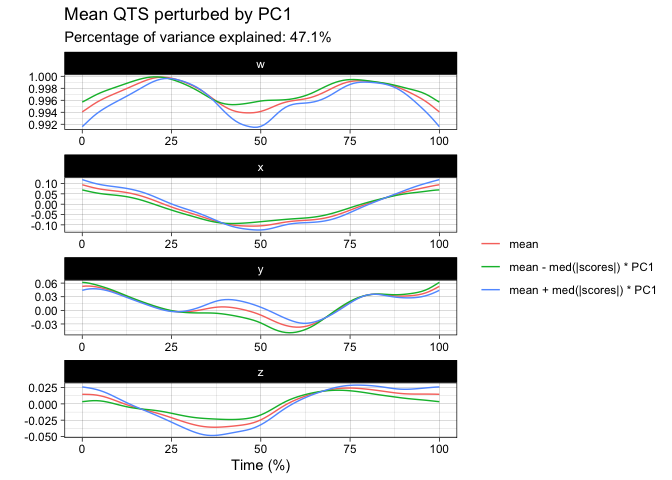 Mean QTS perturbed by PC1
Percentage of variance explained: 47.1%
w
1.000
0.998
0.996
0.994
0.992
0 25 50 75 100
x
0.10
0.05
0.00
-0.05
-0.10
0 25 50 75 100
y
0.06
0.03
0.00
-0.03
0 25 50 75 100
z
0.025
0.000
-0.025
-0.050
0 25 50 75 100
Time (%)
mean
mean - med(|scores|) * PC1
mean + med(|scores|) * PC1